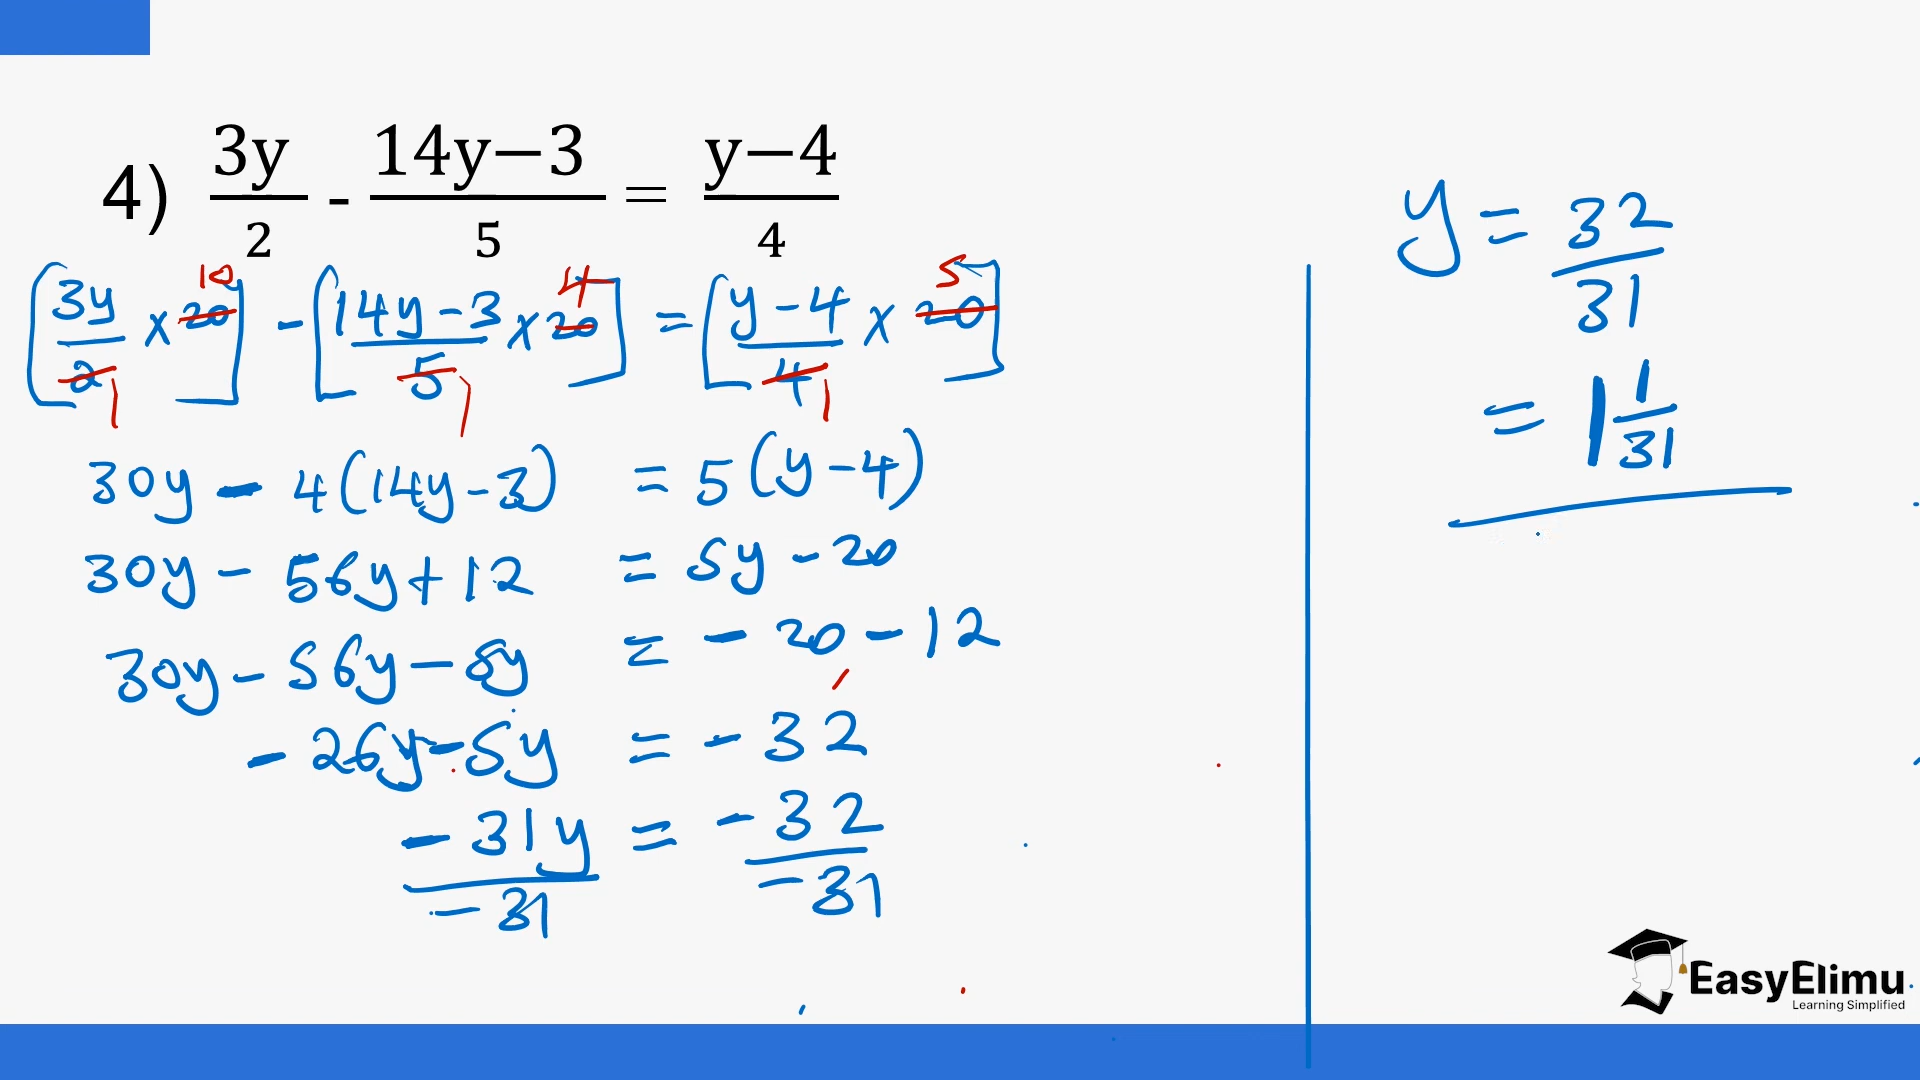 4) 3y/2 - 14y−3/5 = y−4/4
[3y/2 x 20] - [14y-3/5 x 20] = [y-4/4 x 20]
10 4 5
1 1 1
30y - 4(14y-3) = 5(y-4)
30y - 56y+12 = 5y-20
30y-56y-5y = -20-12
-26y-5y = -32
-31y/-31 = -32/-31
y = 32/31
= 1 1/31
EasyElimu
Learning Simplified